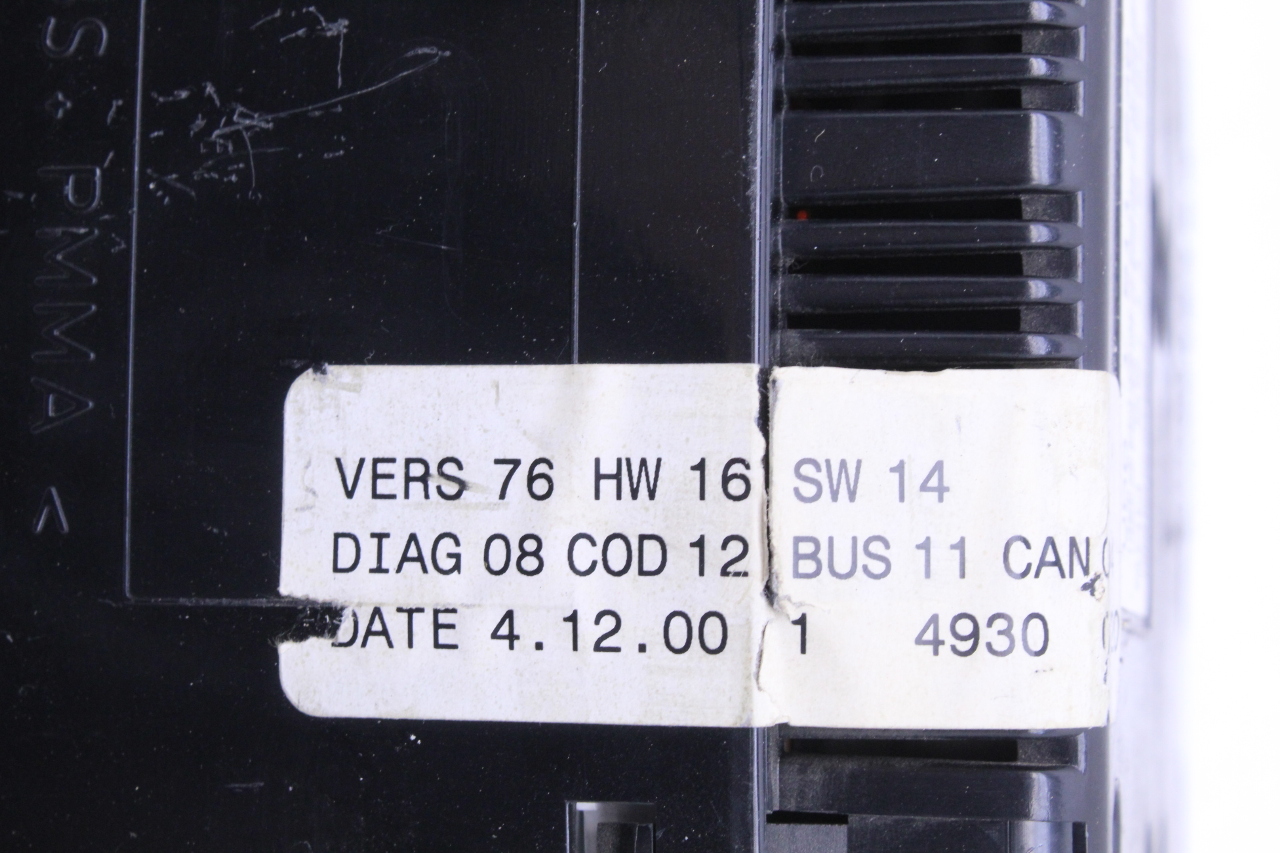 S + PMMA <
VERS 76 HW 16 SW 14
DIAG 08 COD 12 BUS 11 CAN
DATE 4.12.00 1 4930